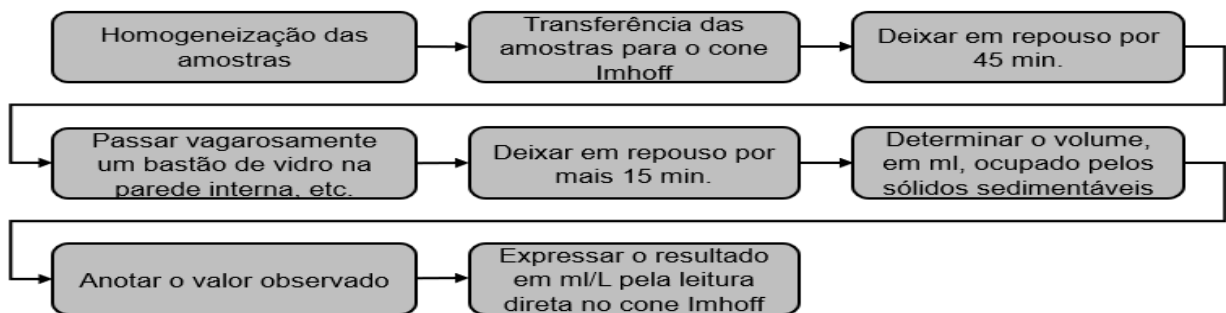 Homogeneização das
amostras
Transferência das
amostras para o cone
Imhoff
Deixar em repouso por
45 min.
Passar vagarosamente
um bastão de vidro na
parede interna, etc.
Deixar em repouso por
mais 15 min.
Determinar o volume,
em ml, ocupado pelos
sólidos sedimentáveis
Anotar o valor observado
Expressar o resultado
em ml/L pela leitura
direta no cone Imhoff